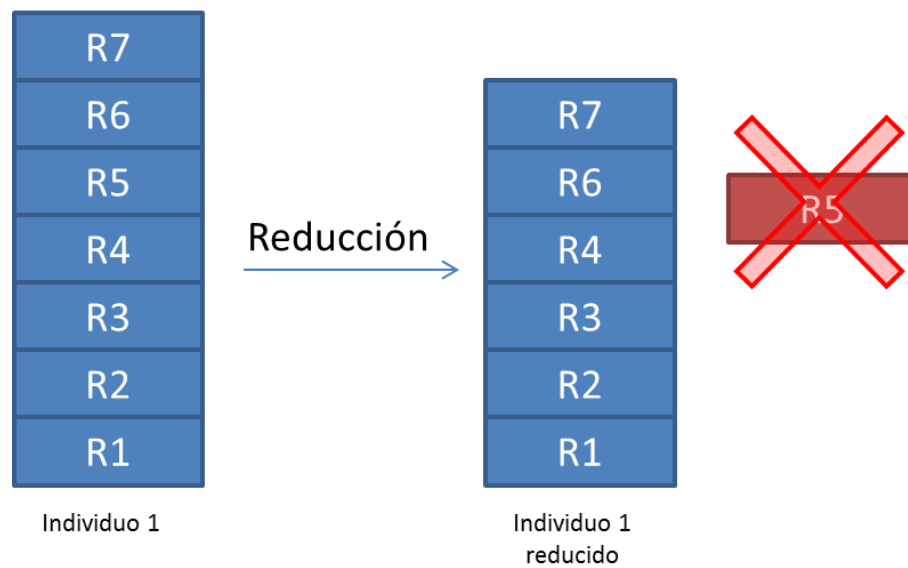 R7
R6
R5
R4
R3
R2
R1
Individuo 1
Reducción
R7
R6
R4
R3
R2
R1
Individuo 1
reducido
R5